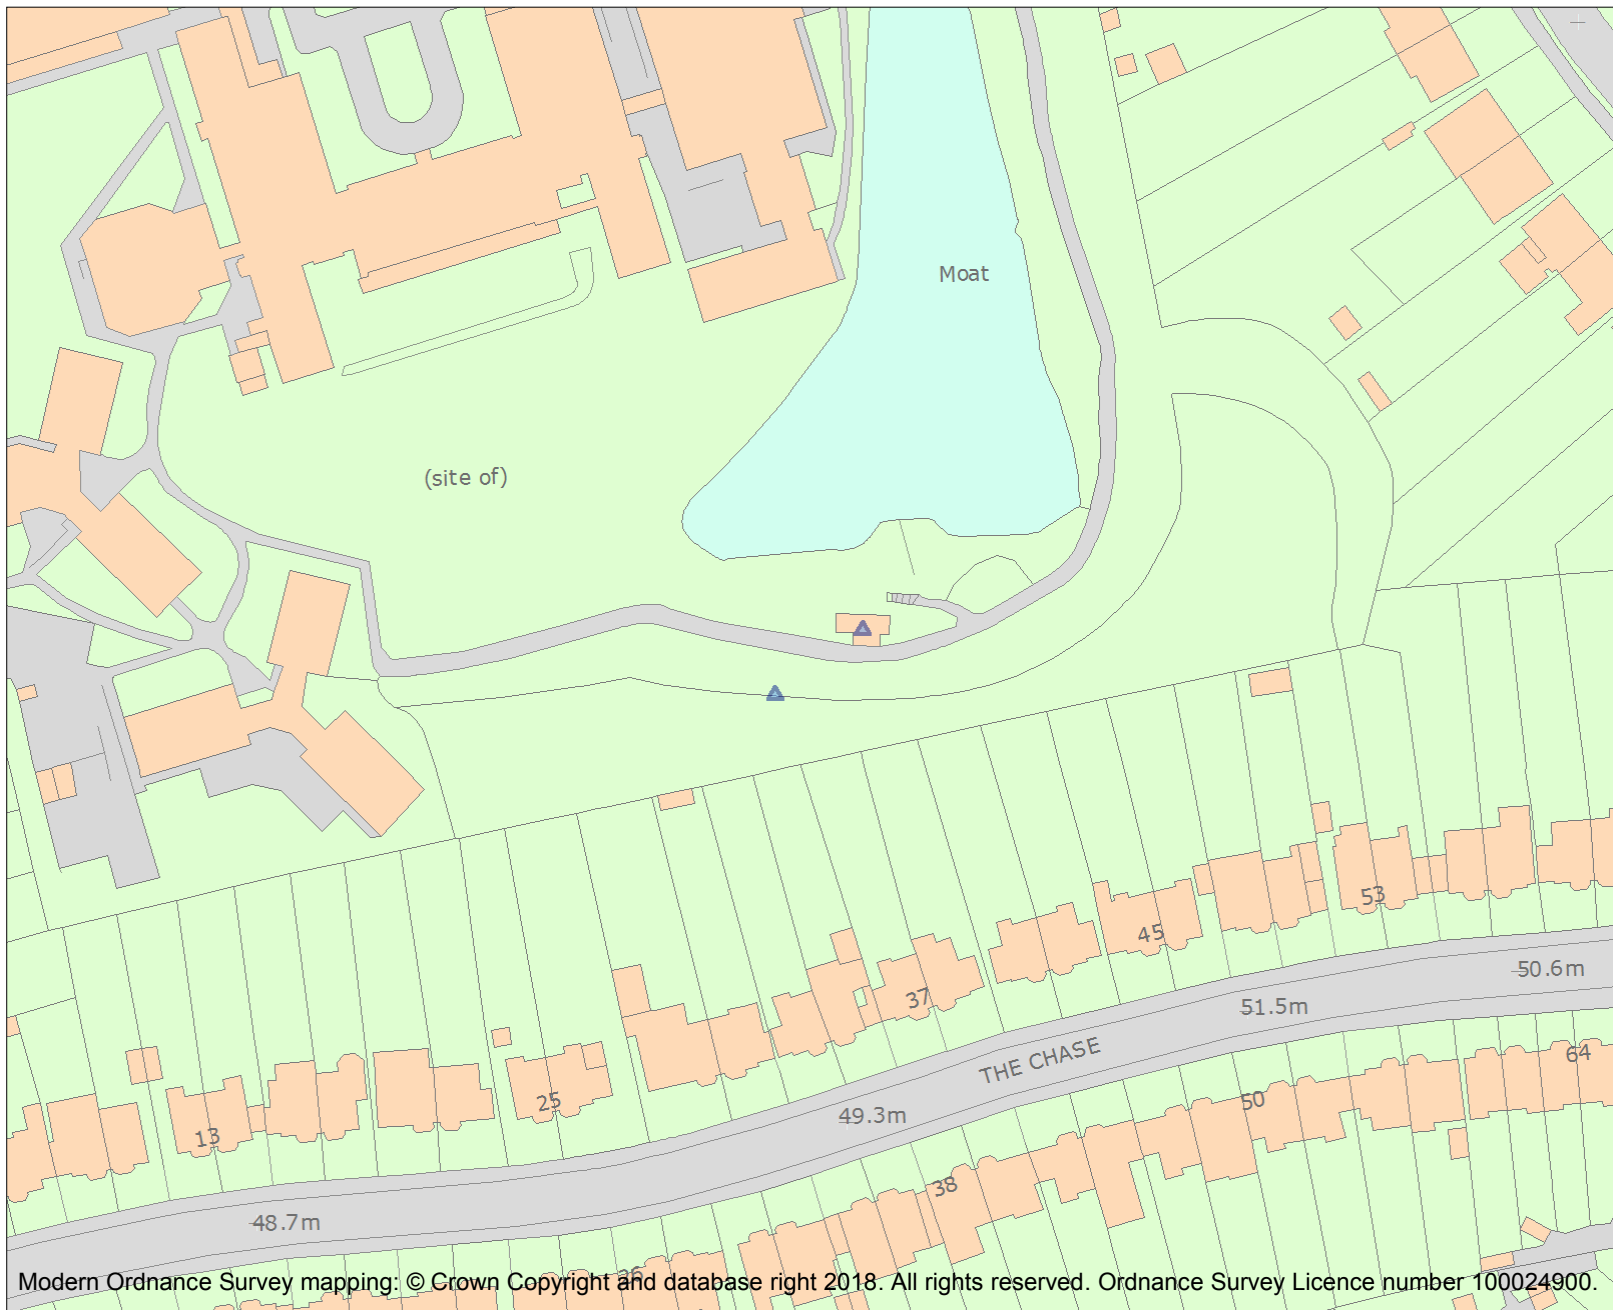 Moat
(site of)
53
45
50.6m
37
51.5m
THE CHASE
64
25
50
49.3m
13
38
48.7m
26
Modern Ordnance Survey mapping: © Crown Copyright and database right 2018. All rights reserved. Ordnance Survey Licence number 100024900.